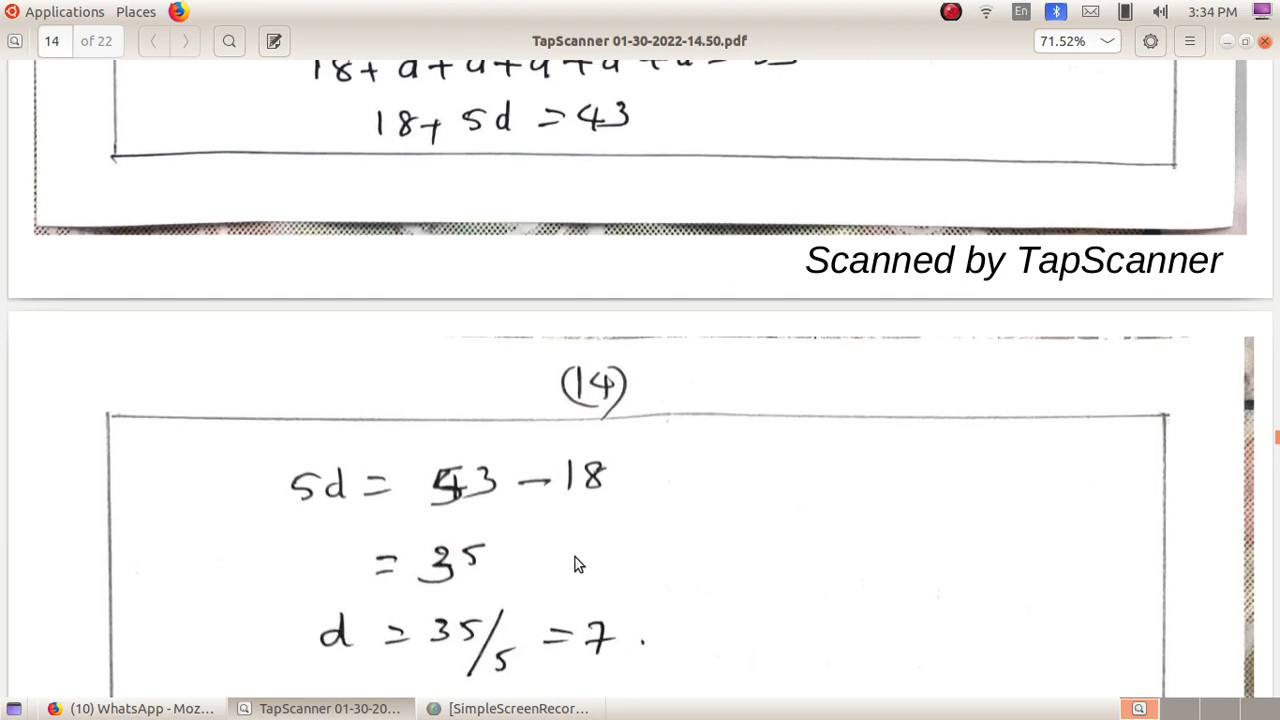 Applications Places En 3:34 PM
14 of 22 TapScanner 01-30-2022-14.50.pdf 71.52%
18+ 5d = 43
Scanned by TapScanner
(14)
5d = 53 - 18
= 35
d = 35/5 = 7.
(10) WhatsApp - Moz... TapScanner 01-30-20... [SimpleScreenRecor...